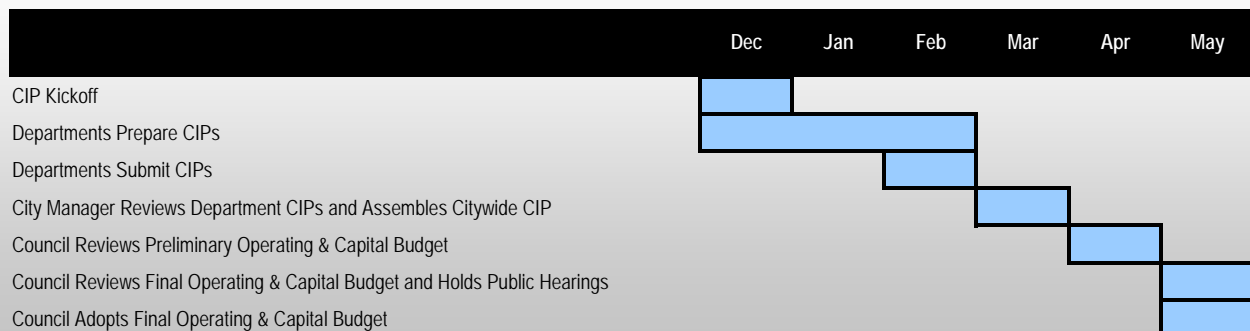 Dec Jan Feb Mar Apr May
CIP Kickoff
Departments Prepare CIPs
Departments Submit CIPs
City Manager Reviews Department CIPs and Assembles Citywide CIP
Council Reviews Preliminary Operating & Capital Budget
Council Reviews Final Operating & Capital Budget and Holds Public Hearings
Council Adopts Final Operating & Capital Budget